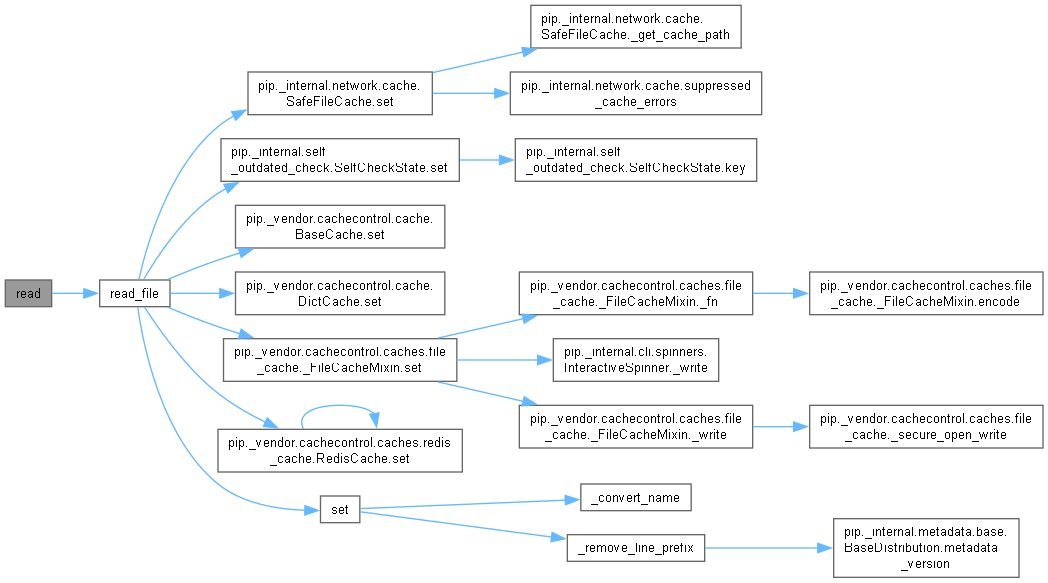 pip._internal.network.cache.
SafeFileCache._get_cache_path
pip._internal.network.cache.
SafeFileCache.set
pip._internal.network.cache.suppressed
_cache_errors
pip._internal.self
_outdated_check.SelfCheckState.set
pip._internal.self
_outdated_check.SelfCheckState.key
pip._vendor.cachecontrol.cache.
BaseCache.set
read
read_file
pip._vendor.cachecontrol.cache.
DictCache.set
pip._vendor.cachecontrol.caches.file
_cache._FileCacheMixin._fn
pip._vendor.cachecontrol.caches.file
_cache._FileCacheMixin.encode
pip._vendor.cachecontrol.caches.file
_cache._FileCacheMixin.set
pip._internal.cli.spinners.
InteractiveSpinner._write
pip._vendor.cachecontrol.caches.file
_cache._FileCacheMixin._write
pip._vendor.cachecontrol.caches.file
_cache._secure_open_write
pip._vendor.cachecontrol.caches.redis
_cache.RedisCache.set
set
_convert_name
_remove_line_prefix
pip._internal.metadata.base.
BaseDistribution.metadata
_version